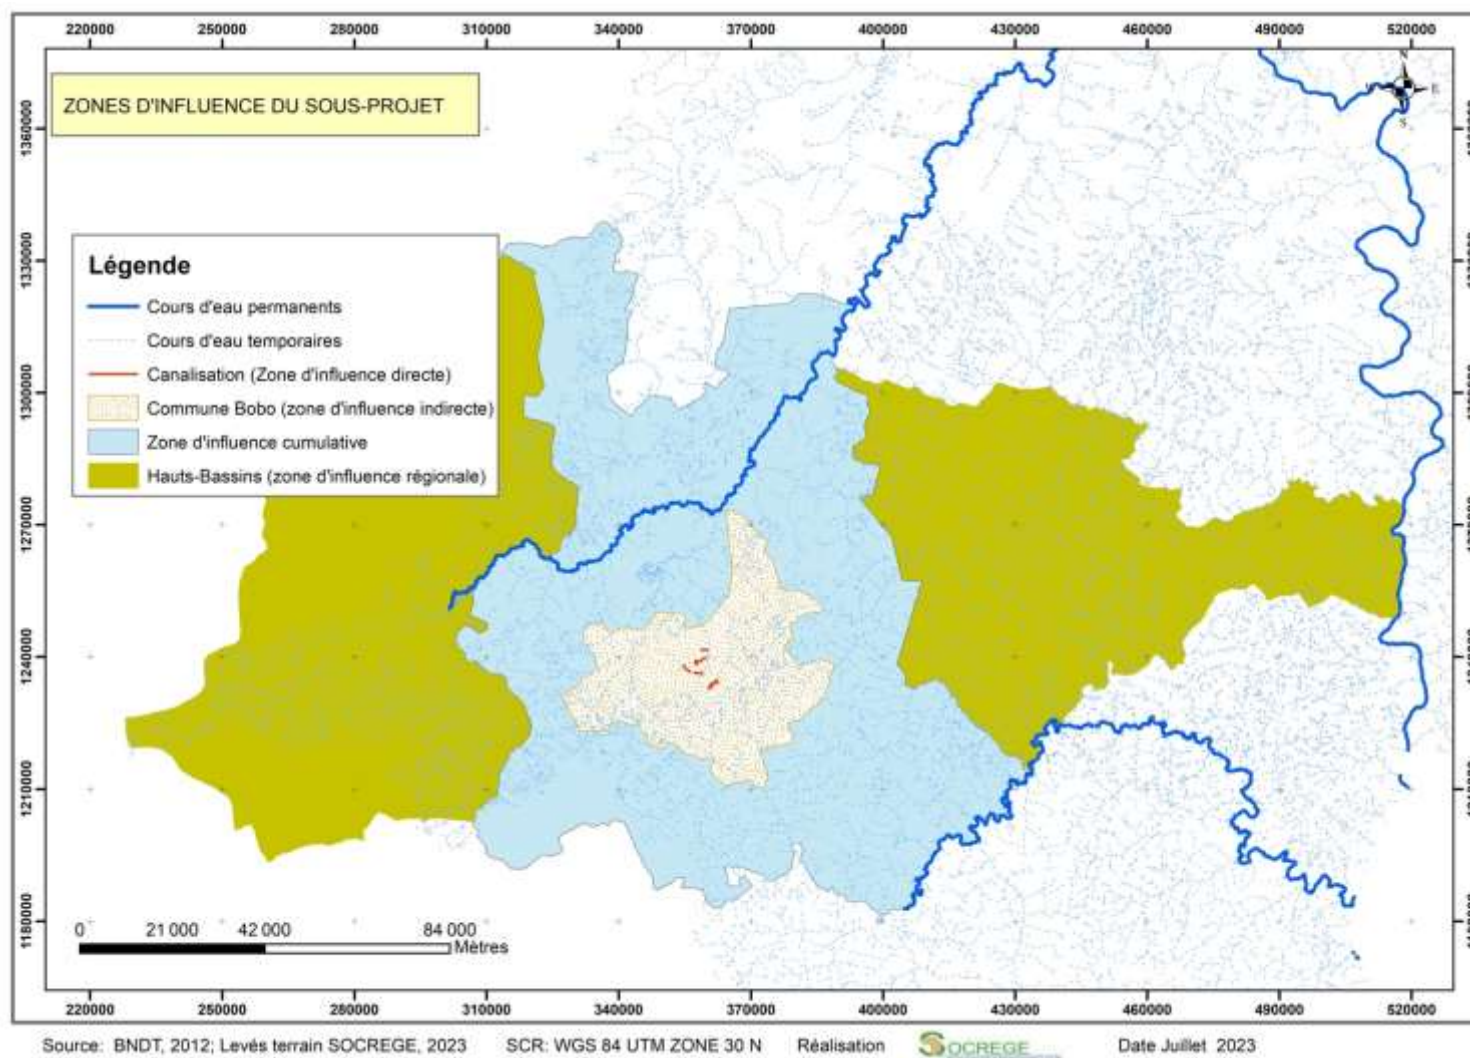 220000 250000 280000 310000 340000 370000 400000 430000 460000 490000 520000
ZONES D'INFLUENCE DU SOUS-PROJET
N
E
S
1360000
1330000
1300000
1270000
1240000
1210000
1180000
Légende
Cours d'eau permanents
Cours d'eau temporaires
Canalisation (Zone d'influence directe)
Commune Bobo (zone d'influence indirecte)
Zone d'influence cumulative
Hauts-Bassins (zone d'influence régionale)
0 21 000 42 000 84 000
Mètres
220000 250000 280000 310000 340000 370000 400000 430000 460000 490000 520000
Source: BNDT, 2012; Levés terrain SOCREGE, 2023 SCR: WGS 84 UTM ZONE 30 N Réalisation SOCREGE Date Juillet 2023